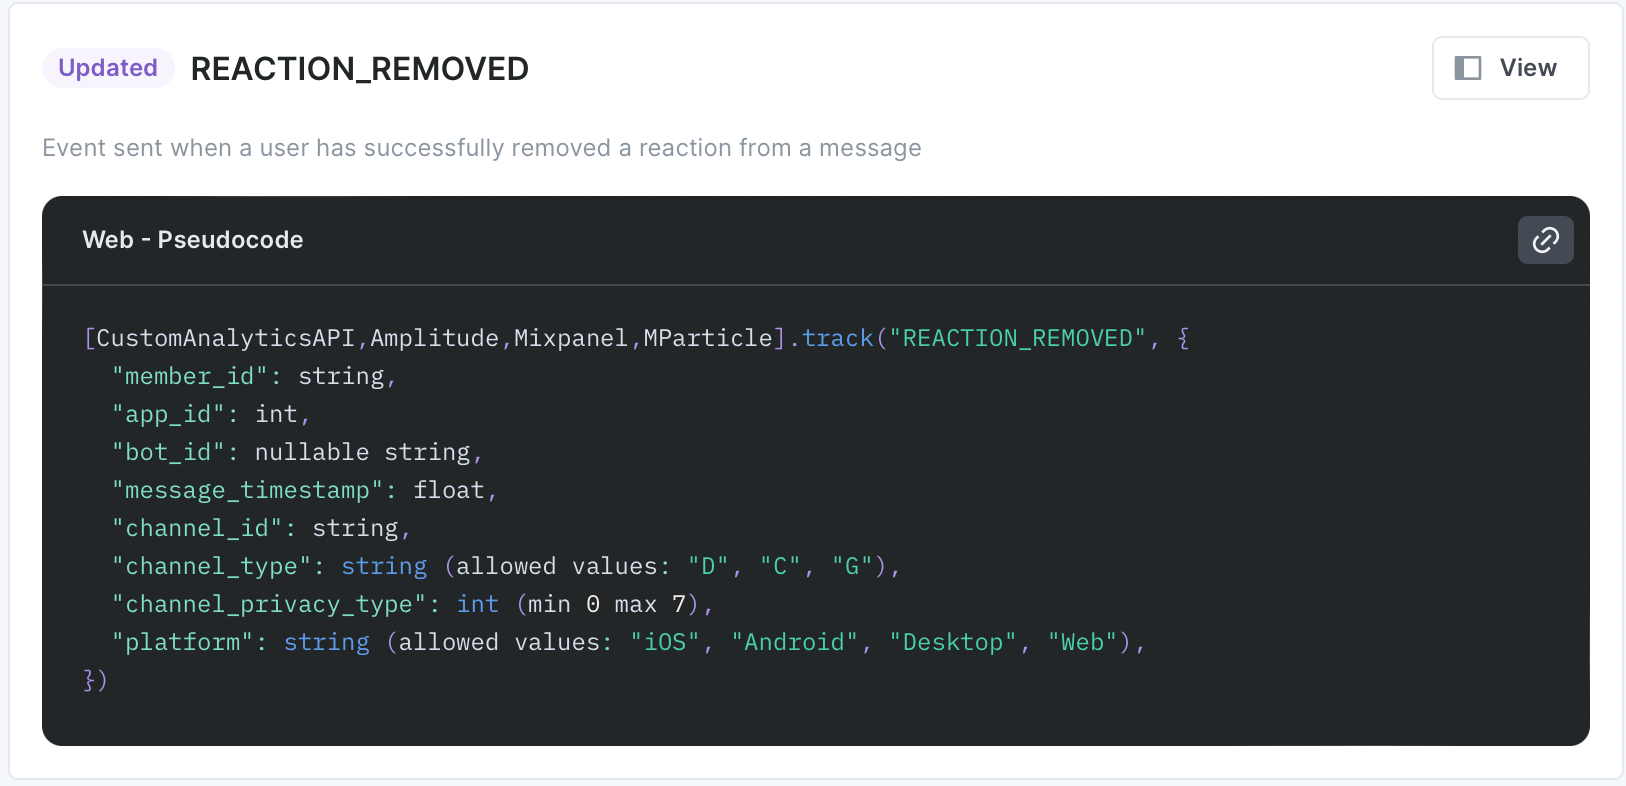 Updated REACTION_REMOVED View
Event sent when a user has successfully removed a reaction from a message
Web - Pseudocode
[CustomAnalyticsAPI,Amplitude,Mixpanel,MParticle].track("REACTION_REMOVED", {
  "member_id": string,
  "app_id": int,
  "bot_id": nullable string,
  "message_timestamp": float,
  "channel_id": string,
  "channel_type": string (allowed values: "D", "C", "G"),
  "channel_privacy_type": int (min 0 max 7),
  "platform": string (allowed values: "iOS", "Android", "Desktop", "Web"),
})